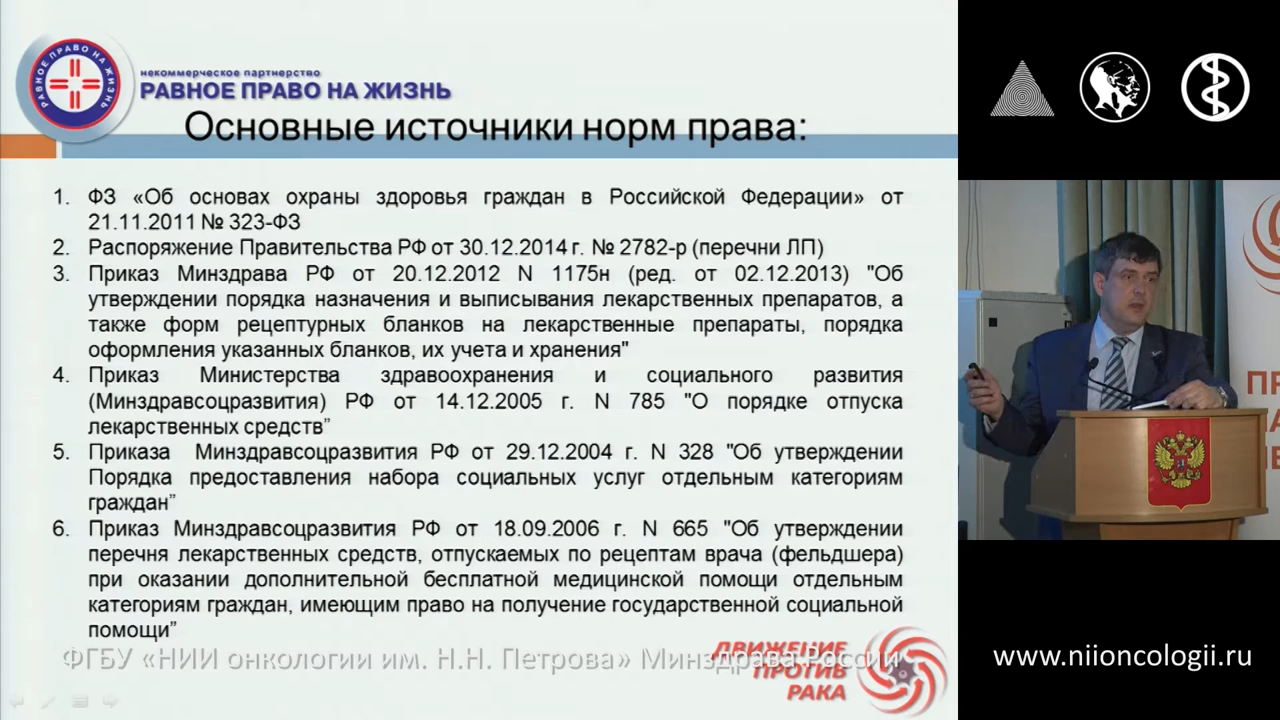 РАВНОЕ ПРАВО НА ЖИЗНЬ
некоммерческое партнерство
РАВНОЕ ПРАВО НА ЖИЗНЬ
Основные источники норм права:
1. ФЗ «Об основах охраны здоровья граждан в Российской Федерации» от
21.11.2011 № 323-ФЗ
2. Распоряжение Правительства РФ от 30.12.2014 г. № 2782-р (перечни ЛП)
3. Приказ Минздрава РФ от 20.12.2012 N 1175н (ред. от 02.12.2013) "Об
утверждении порядка назначения и выписывания лекарственных препаратов, а
также форм рецептурных бланков на лекарственные препараты, порядка
оформления указанных бланков, их учета и хранения"
4. Приказ Министерства здравоохранения и социального развития
(Минздравсоцразвития) РФ от 14.12.2005 г. N 785 "О порядке отпуска
лекарственных средств”
5. Приказа Минздравсоцразвития РФ от 29.12.2004 г. N 328 "Об утверждении
Порядка предоставления набора социальных услуг отдельным категориям
граждан”
6. Приказ Минздравсоцразвития РФ от 18.09.2006 г. N 665 "Об утверждении
перечня лекарственных средств, отпускаемых по рецептам врача (фельдшера)
при оказании дополнительной бесплатной медицинской помощи отдельным
категориям граждан, имеющим право на получение государственной социальной
помощи”
ФГБУ «НИИ онкологии им. Н.Н. Петрова» Минздрава России
ДВИЖЕНИЕ
ПРОТИВ
РАКА
www.niioncologii.ru